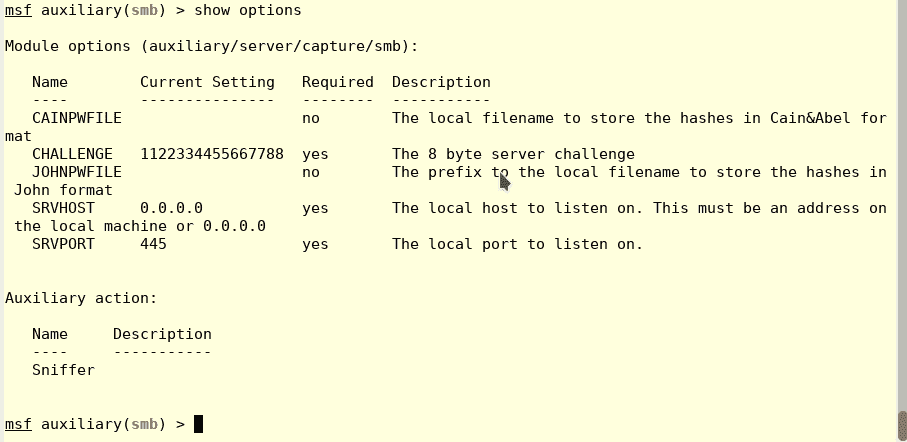 msf auxiliary(smb) > show options
Module options (auxiliary/server/capture/smb):
Name Current Setting Required Description
---- --------------- -------- -----------
CAINPWFILE no The local filename to store the hashes in Cain&Abel for
mat
CHALLENGE 1122334455667788 yes The 8 byte server challenge
JOHNPWFILE no The prefix to the local filename to store the hashes in
John format
SRVHOST 0.0.0.0 yes The local host to listen on. This must be an address on
the local machine or 0.0.0.0
SRVPORT 445 yes The local port to listen on.
Auxiliary action:
Name Description
---- -----------
Sniffer
msf auxiliary(smb) >